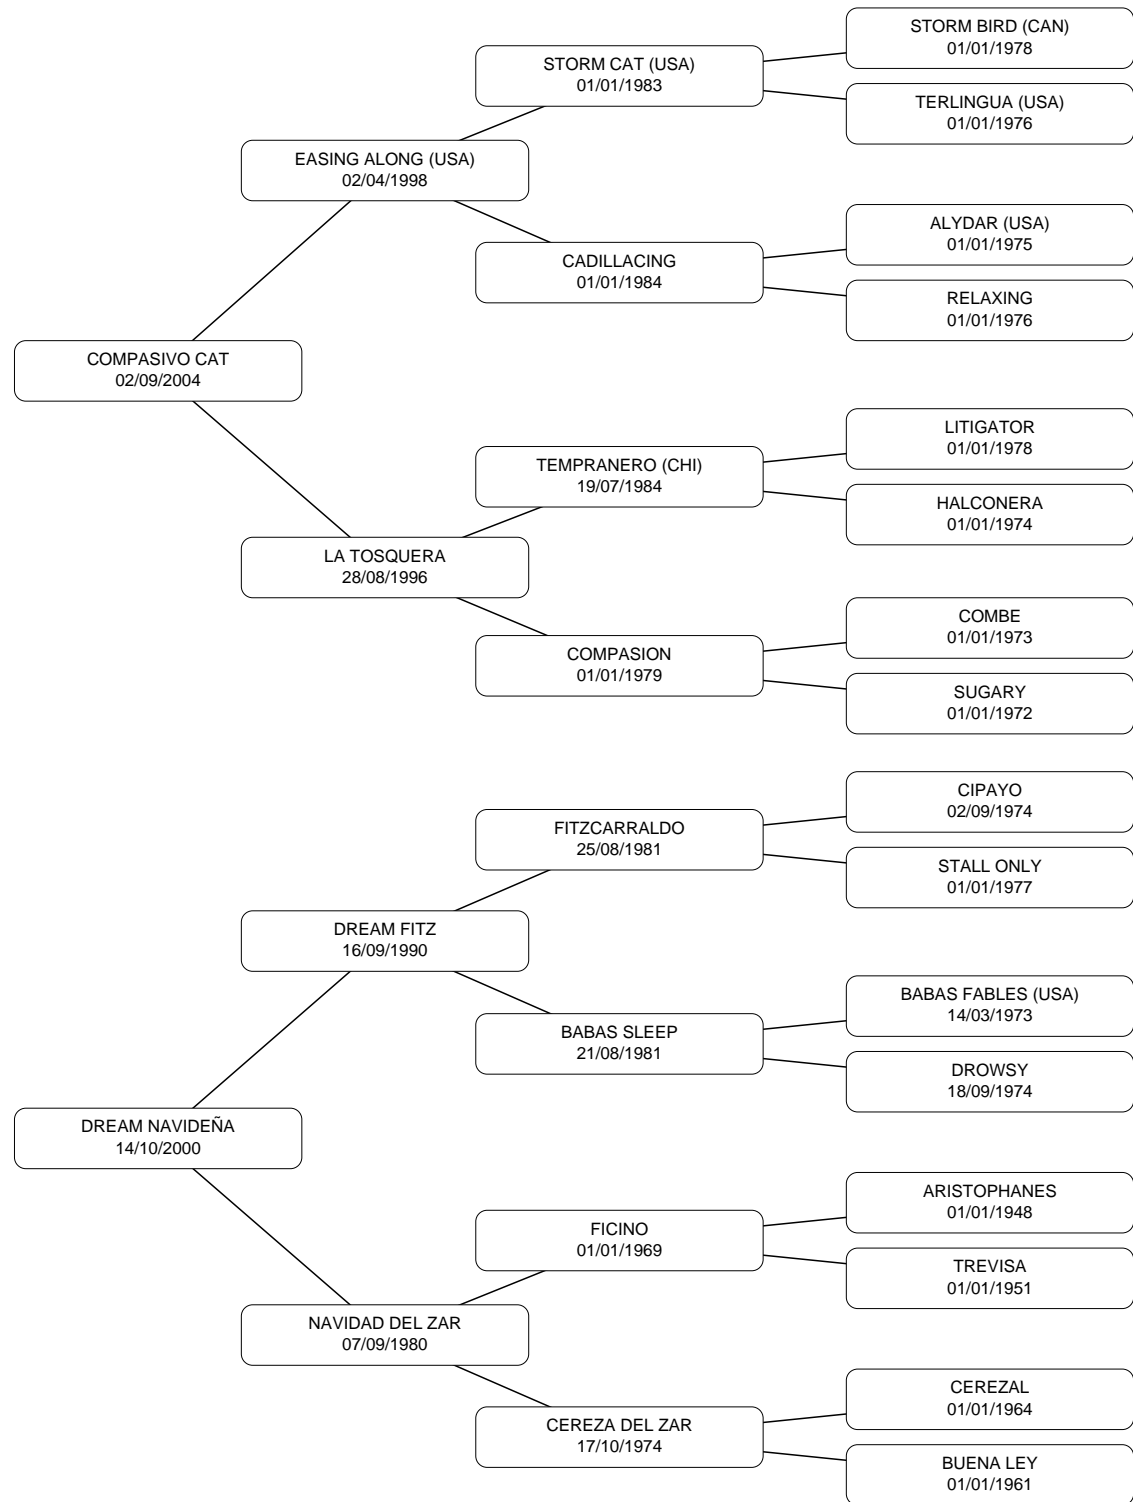 STORM BIRD (CAN)
01/01/1978
STORM CAT (USA)
01/01/1983
TERLINGUA (USA)
01/01/1976
EASING ALONG (USA)
02/04/1998
ALYDAR (USA)
01/01/1975
CADILLACING
01/01/1984
RELAXING
01/01/1976
COMPASIVO CAT
02/09/2004
LITIGATOR
01/01/1978
TEMPRANERO (CHI)
19/07/1984
HALCONERA
01/01/1974
LA TOSQUERA
28/08/1996
COMBE
01/01/1973
COMPASION
01/01/1979
SUGARY
01/01/1972
CIPAYO
02/09/1974
FITZCARRALDO
25/08/1981
STALL ONLY
01/01/1977
DREAM FITZ
16/09/1990
BABAS FABLES (USA)
14/03/1973
BABAS SLEEP
21/08/1981
DROWSY
18/09/1974
DREAM NAVIDEÑA
14/10/2000
ARISTOPHANES
01/01/1948
FICINO
01/01/1969
TREVISA
01/01/1951
NAVIDAD DEL ZAR
07/09/1980
CEREZAL
01/01/1964
CEREZA DEL ZAR
17/10/1974
BUENA LEY
01/01/1961